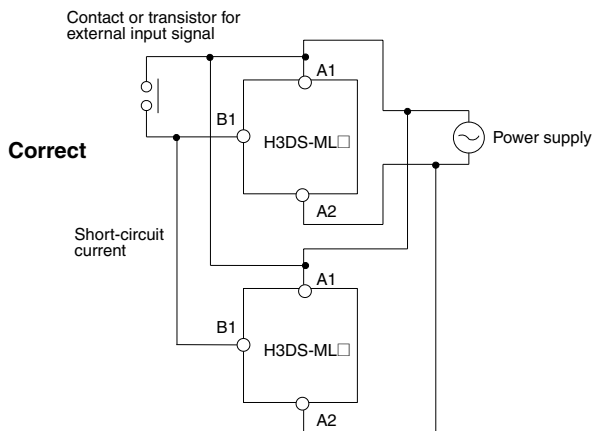 Contact or transistor for
external input signal
A1
B1
H3DS-ML□
Power supply
Correct
A2
Short-circuit
current
A1
B1
H3DS-ML□
A2